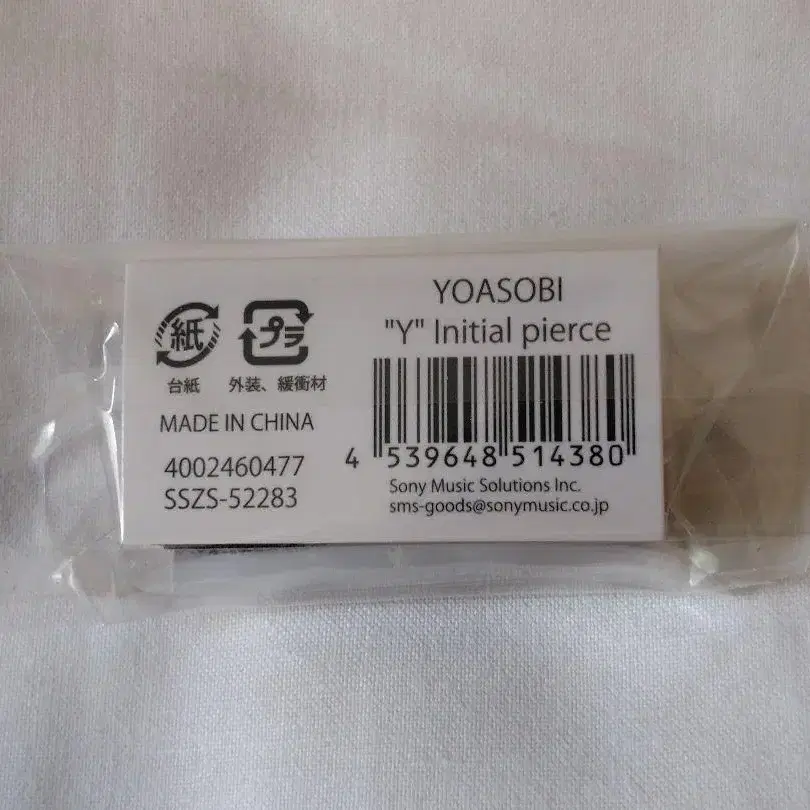 YOASOBI
"Y" Initial pierce
紙
プラ
台紙
外装、緩衝材
MADE IN CHINA
4002460477
SSZS-52283
4 539648 514380
Sony Music Solutions Inc.
sms-goods@sonymusic.co.jp